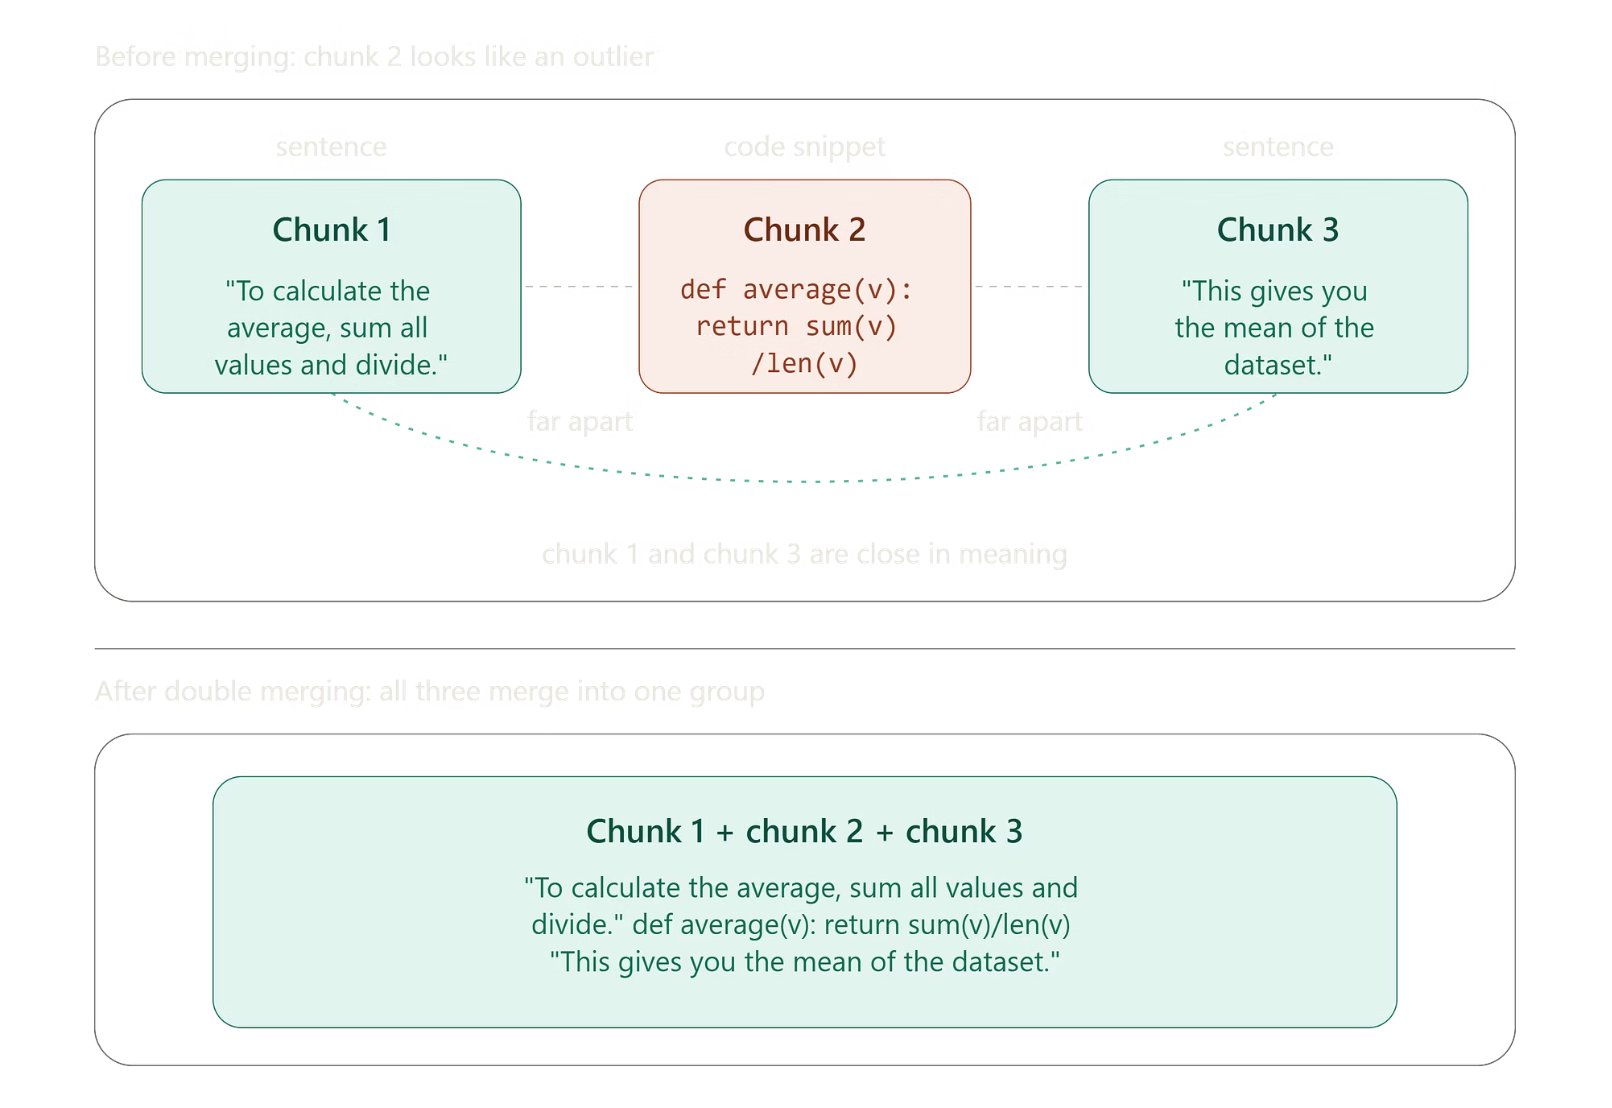 Before merging: chunk 2 looks like an outlier
sentence
code snippet
sentence
Chunk 1
"To calculate the
average, sum all
values and divide."
Chunk 2
def average(v):
return sum(v)
/len(v)
Chunk 3
"This gives you
the mean of the
dataset."
far apart
far apart
chunk 1 and chunk 3 are close in meaning
After double merging: all three merge into one group
Chunk 1 + chunk 2 + chunk 3
"To calculate the average, sum all values and
divide." def average(v): return sum(v)/len(v)
"This gives you the mean of the dataset."